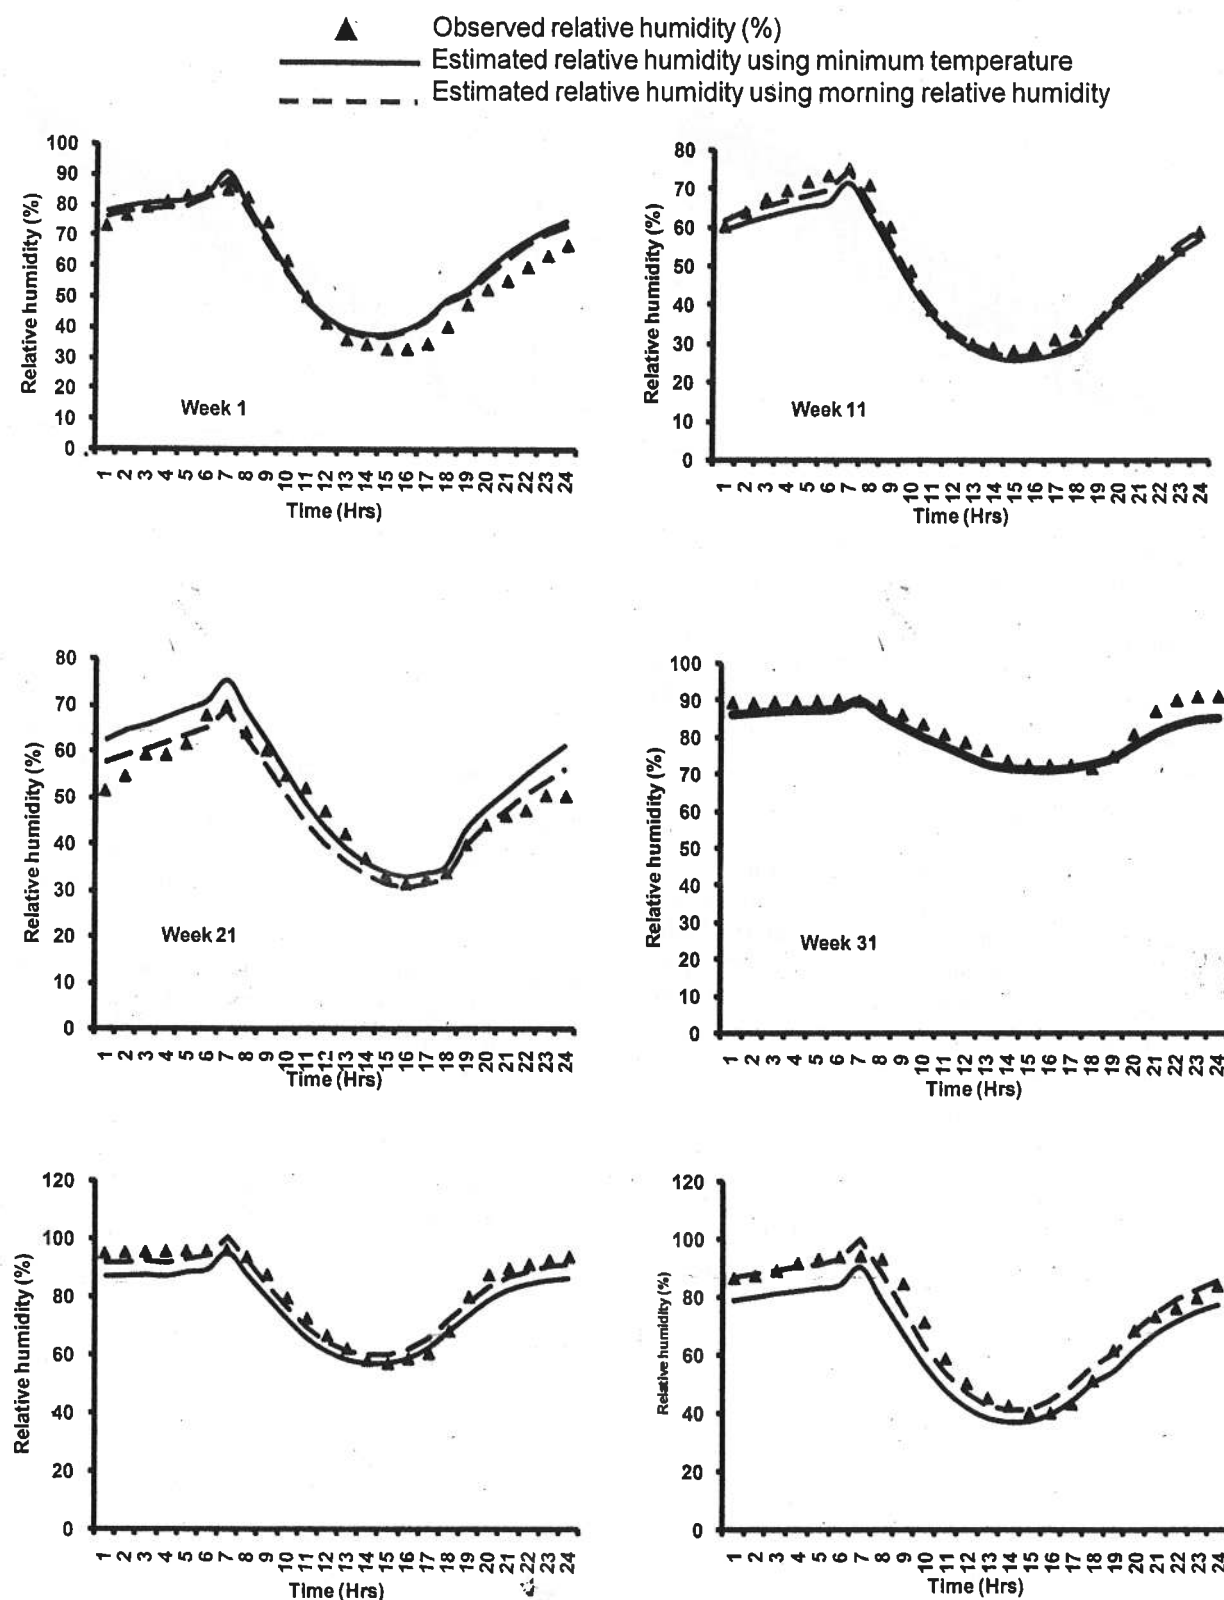 Observed relative humidity (%)
Estimated relative humidity using minimum temperature
Estimated relative humidity using morning relative humidity
100
90
80
70
60
50
40
30
20
10
0
Relative humidity (%)
Week 1
1 2 3 4 5 6 7 8 9 10 11 12 13 14 15 16 17 18 19 20 21 22 23 24
Time (Hrs)
80
70
60
50
40
30
20
10
0
Relative humidity (%)
Week 11
1 2 3 4 5 6 7 8 9 10 11 12 13 14 15 16 17 18 19 20 21 22 23 24
Time (Hrs)
80
70
60
50
40
30
20
10
0
Relative humidity (%)
Week 21
1 2 3 4 5 6 7 8 9 10 11 12 13 14 15 16 17 18 19 20 21 22 23 24
Time (Hrs)
100
90
80
70
60
50
40
30
20
10
0
Relative humidity (%)
Week 31
1 2 3 4 5 6 7 8 9 10 11 12 13 14 15 16 17 18 19 20 21 22 23 24
Time (Hrs)
120
100
80
60
40
20
0
Relative humidity (%)
1 2 3 4 5 6 7 8 9 10 11 12 13 14 15 16 17 18 19 20 21 22 23 24
Time (Hrs)
120
100
80
60
40
20
0
Relative humidity (%)
1 2 3 4 5 6 7 8 9 10 11 12 13 14 15 16 17 18 19 20 21 22 23 24
Time (Hrs)